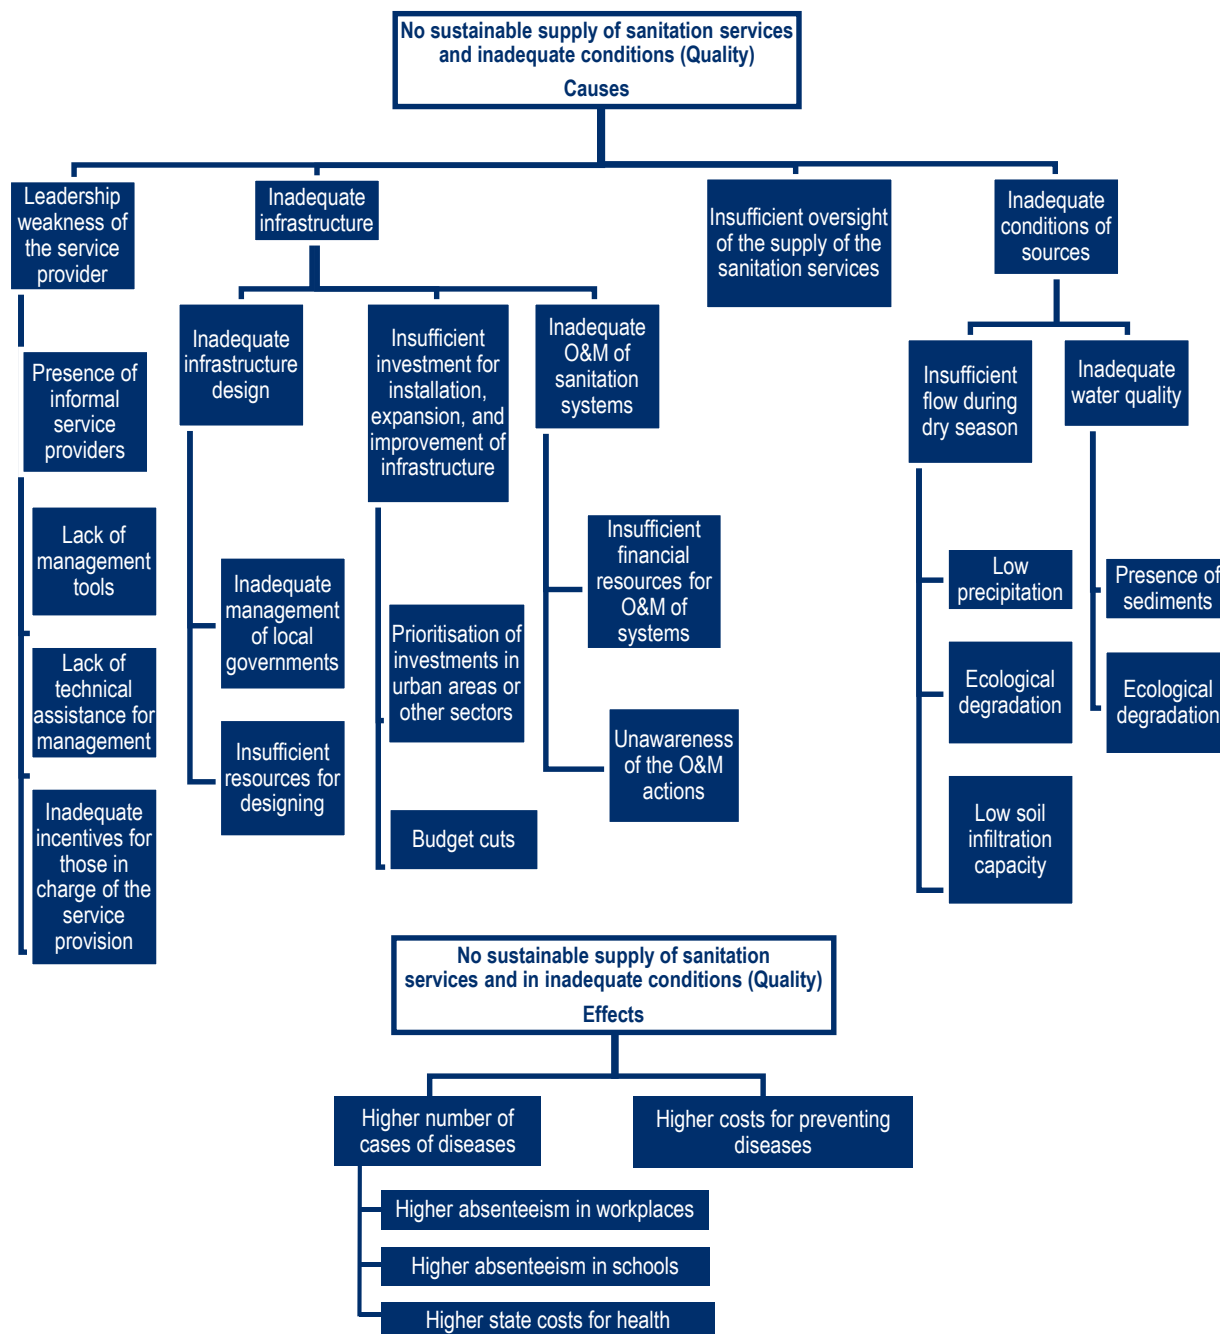 No sustainable supply of sanitation services
and inadequate conditions (Quality)
Causes
Leadership
weakness of
the service
provider
Inadequate
infrastructure
Insufficient oversight
of the supply of the
sanitation services
Inadequate
conditions of
sources
Presence of
informal
service
providers
Lack of
management
tools
Lack of
technical
assistance for
management
Inadequate
incentives for
those in
charge of the
service
provision
Inadequate
infrastructure
design
Inadequate
management
of local
governments
Insufficient
resources for
designing
Insufficient
investment for
installation,
expansion, and
improvement of
infrastructure
Prioritisation of
investments in
urban areas or
other sectors
Budget cuts
Inadequate
O&M of
sanitation
systems
Insufficient
financial
resources for
O&M of
systems
Unawareness
of the O&M
actions
Insufficient
flow during
dry season
Low
precipitation
Ecological
degradation
Low soil
infiltration
capacity
Inadequate
water quality
Presence of
sediments
Ecological
degradation
No sustainable supply of sanitation
services and in inadequate conditions (Quality)
Effects
Higher number of
cases of diseases
Higher absenteeism in workplaces
Higher absenteeism in schools
Higher state costs for health
Higher costs for preventing
diseases